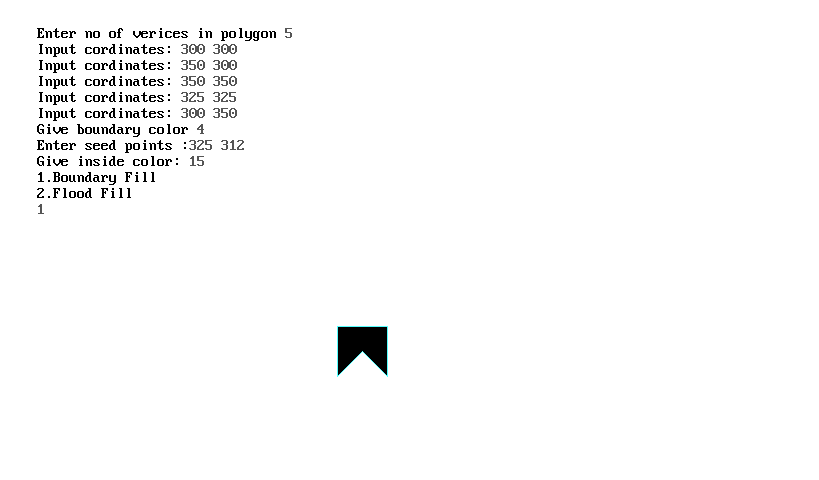 Enter no of verices in polygon 5
Input cordinates: 300 300
Input cordinates: 350 300
Input cordinates: 350 350
Input cordinates: 325 325
Input cordinates: 300 350
Give boundary color 4
Enter seed points :325 312
Give inside color: 15
1.Boundary Fill
2.Flood Fill
1